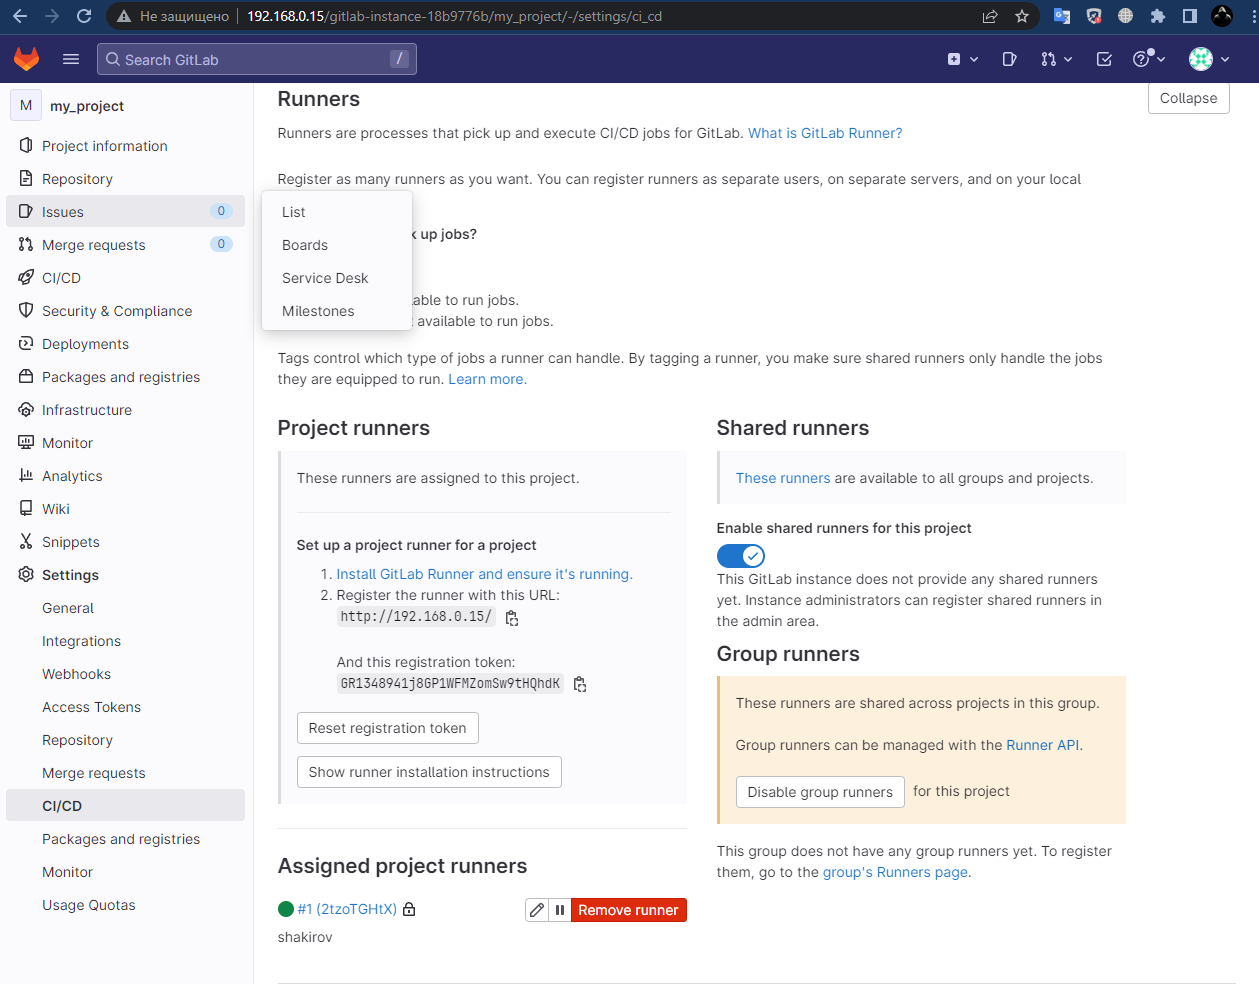 Не защищено
192.168.0.15/gitlab-instance-18b9776b/my_project/-/settings/ci_cd
Search GitLab
/
M my_project
Project information
Repository
Issues 0
Merge requests 0
CI/CD
Security & Compliance
Deployments
Packages and registries
Infrastructure
Monitor
Analytics
Wiki
Snippets
Settings
General
Integrations
Webhooks
Access Tokens
Repository
Merge requests
CI/CD
Packages and registries
Monitor
Usage Quotas
List
Boards
Service Desk
Milestones
Runners
Collapse
Runners are processes that pick up and execute CI/CD jobs for GitLab. What is GitLab Runner?
Register as many runners as you want. You can register runners as separate users, on separate servers, and on your local
up jobs?
to run jobs.
available to run jobs.
Tags control which type of jobs a runner can handle. By tagging a runner, you make sure shared runners only handle the jobs
they are equipped to run. Learn more.
Project runners
These runners are assigned to this project.
Set up a project runner for a project
1. Install GitLab Runner and ensure it's running.
2. Register the runner with this URL:
http://192.168.0.15/
And this registration token:
GR1348941j8GP1WFMZomSw9tHQhdK
Reset registration token
Show runner installation instructions
Assigned project runners
#1 (2tzoTGHtX)
Remove runner
shakirov
Shared runners
These runners are available to all groups and projects.
Enable shared runners for this project
This GitLab instance does not provide any shared runners
yet. Instance administrators can register shared runners in
the admin area.
Group runners
These runners are shared across projects in this group.
Group runners can be managed with the Runner API.
Disable group runners for this project
This group does not have any group runners yet. To register
them, go to the group's Runners page.